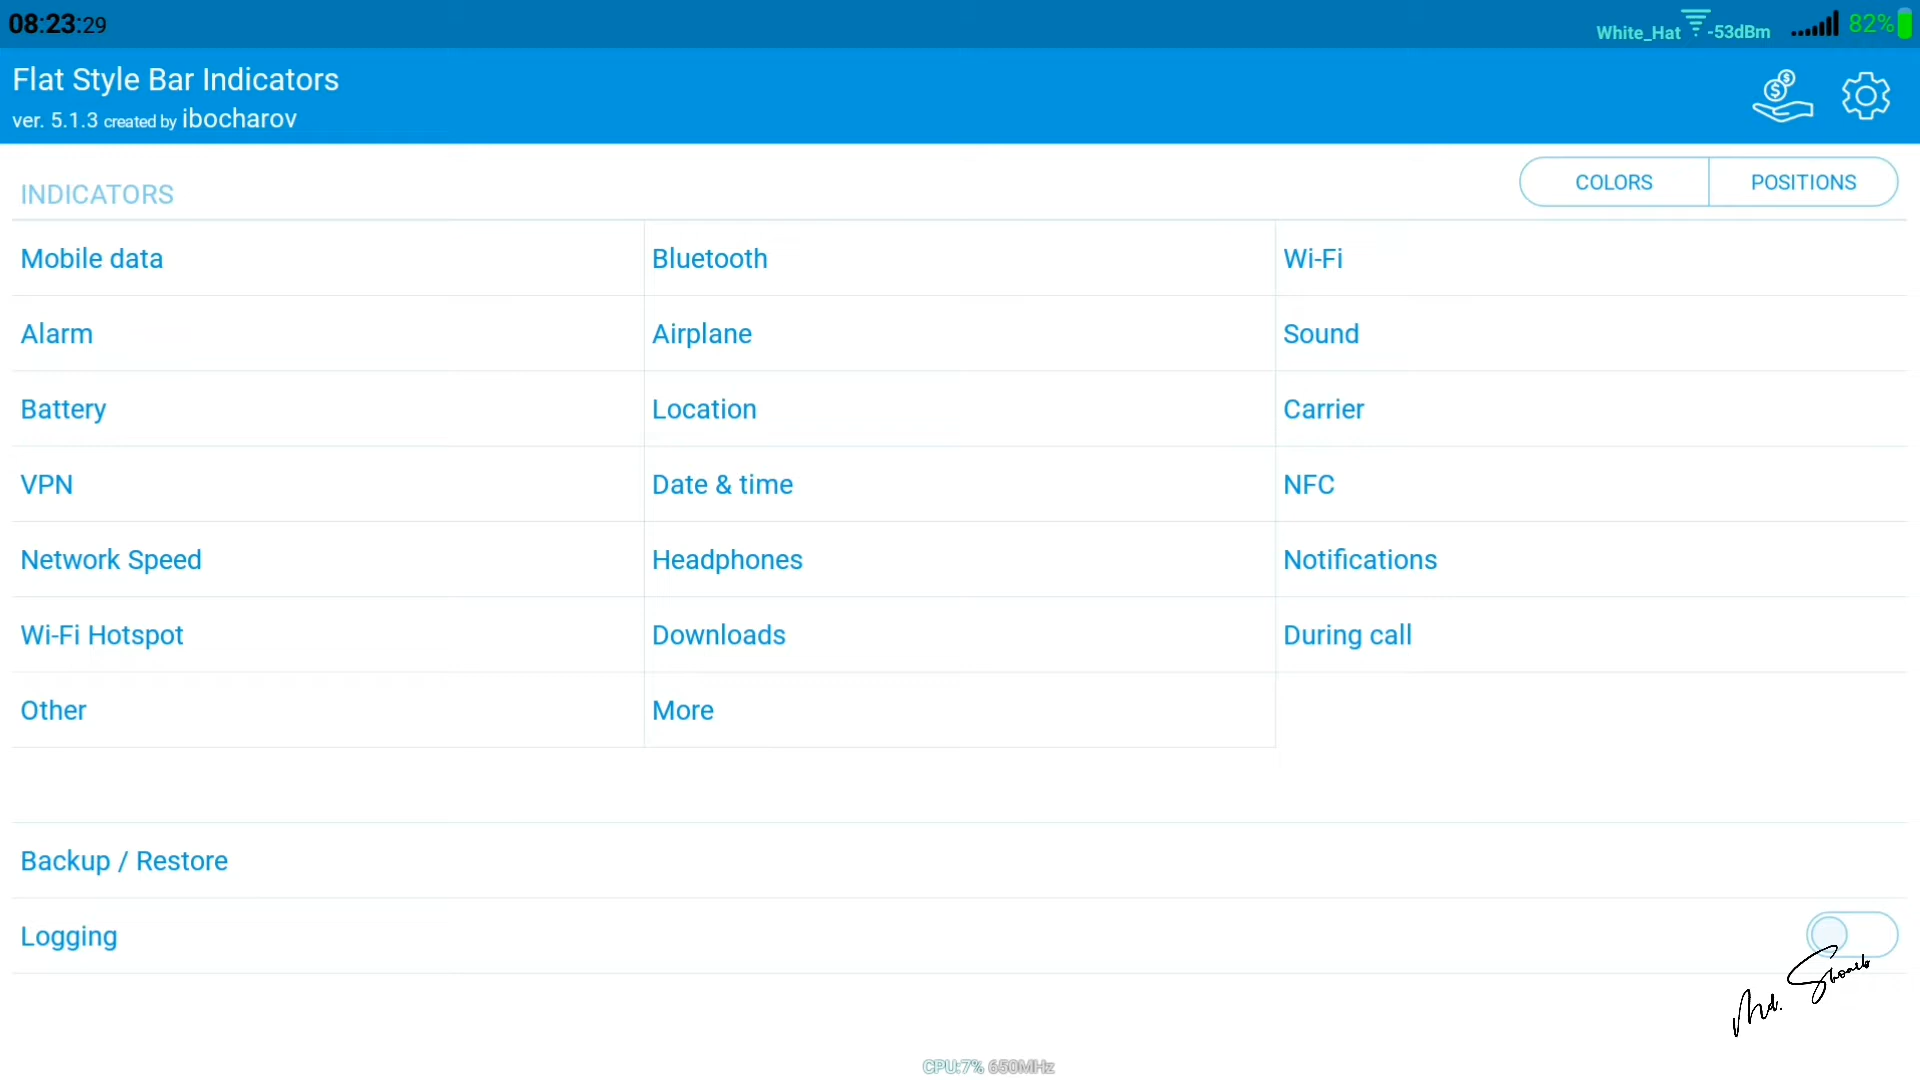 08:23:29 White_Hat -53dBm 82%
Flat Style Bar Indicators
ver. 5.1.3 created by ibocharov
INDICATORS COLORS POSITIONS
Mobile data Bluetooth Wi-Fi
Alarm Airplane Sound
Battery Location Carrier
VPN Date & time NFC
Network Speed Headphones Notifications
Wi-Fi Hotspot Downloads During call
Other More
Backup / Restore
Logging
Md.
CPU:7% 650MHz